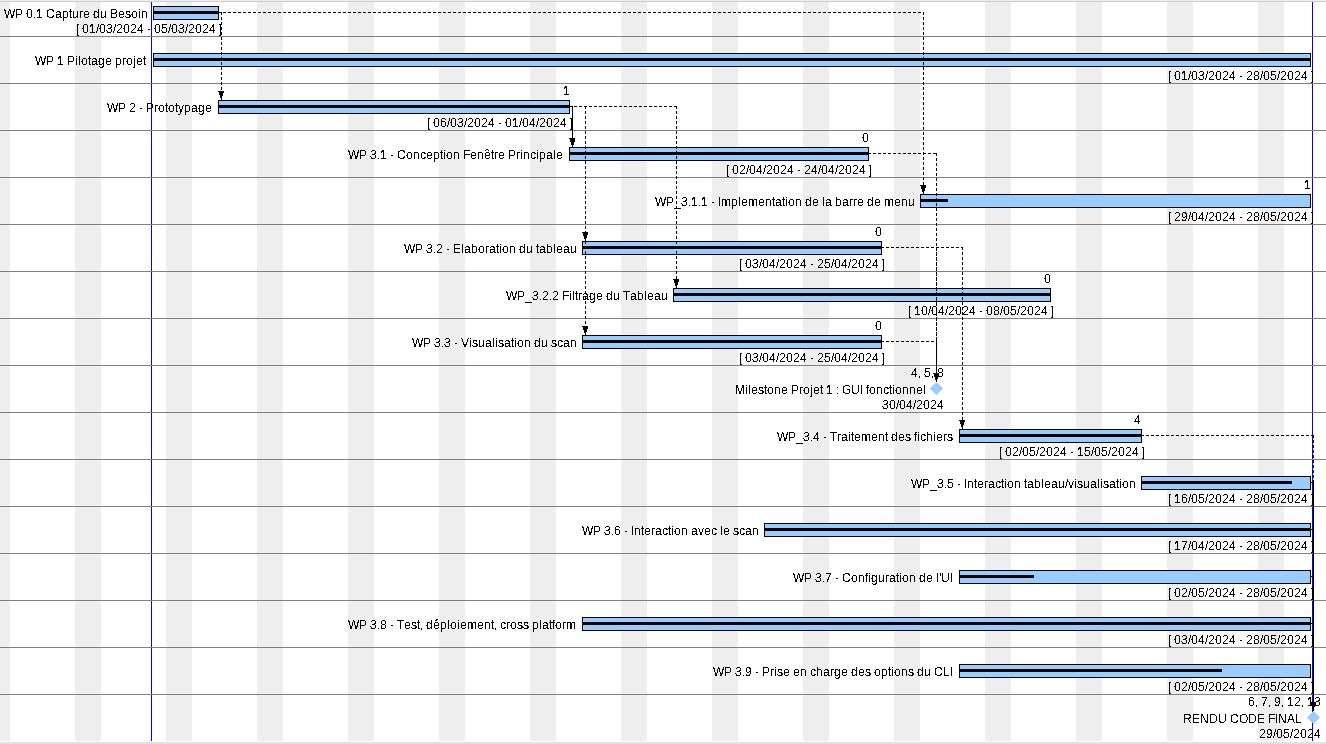 WP 0.1 Capture du Besoin
[ 01/03/2024 - 05/03/2024 ]
WP 1 Pilotage projet
[ 01/03/2024 - 28/05/2024 ]
1
WP 2 - Prototypage
[ 06/03/2024 - 01/04/2024 ]
0
WP 3.1 - Conception Fenêtre Principale
[ 02/04/2024 - 24/04/2024 ]
1
WP_3.1.1 - Implementation de la barre de menu
[ 29/04/2024 - 28/05/2024 ]
0
WP 3.2 - Elaboration du tableau
[ 03/04/2024 - 25/04/2024 ]
0
WP_3.2.2 Filtrage du Tableau
[ 10/04/2024 - 08/05/2024 ]
0
WP 3.3 - Visualisation du scan
[ 03/04/2024 - 25/04/2024 ]
4, 5, 8
Milestone Projet 1 : GUI fonctionnel
30/04/2024
4
WP_3.4 - Traitement des fichiers
[ 02/05/2024 - 15/05/2024 ]
WP_3.5 - Interaction tableau/visualisation
[ 16/05/2024 - 28/05/2024 ]
WP 3.6 - Interaction avec le scan
[ 17/04/2024 - 28/05/2024 ]
WP 3.7 - Configuration de l'UI
[ 02/05/2024 - 28/05/2024 ]
WP 3.8 - Test, déploiement, cross platform
[ 03/04/2024 - 28/05/2024 ]
WP 3.9 - Prise en charge des options du CLI
[ 02/05/2024 - 28/05/2024 ]
6, 7, 9, 12, 13
RENDU CODE FINAL
29/05/2024